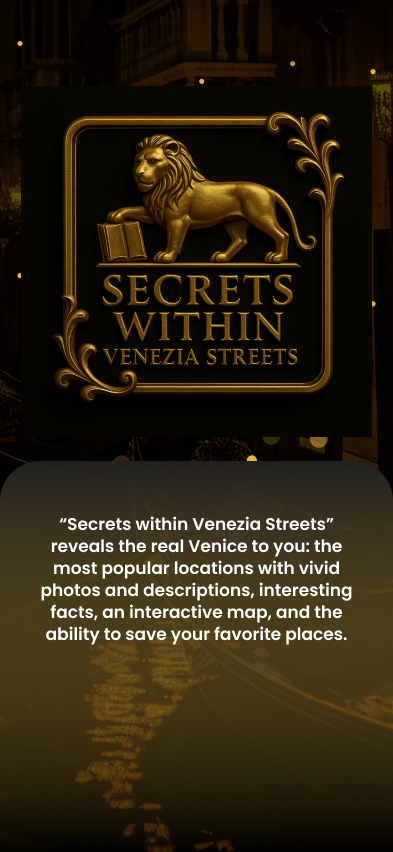 SECRETS
WITHIN
VENEZIA STREETS
“Secrets within Venezia Streets”
reveals the real Venice to you: the
most popular locations with vivid
photos and descriptions, interesting
facts, an interactive map, and the
ability to save your favorite places.